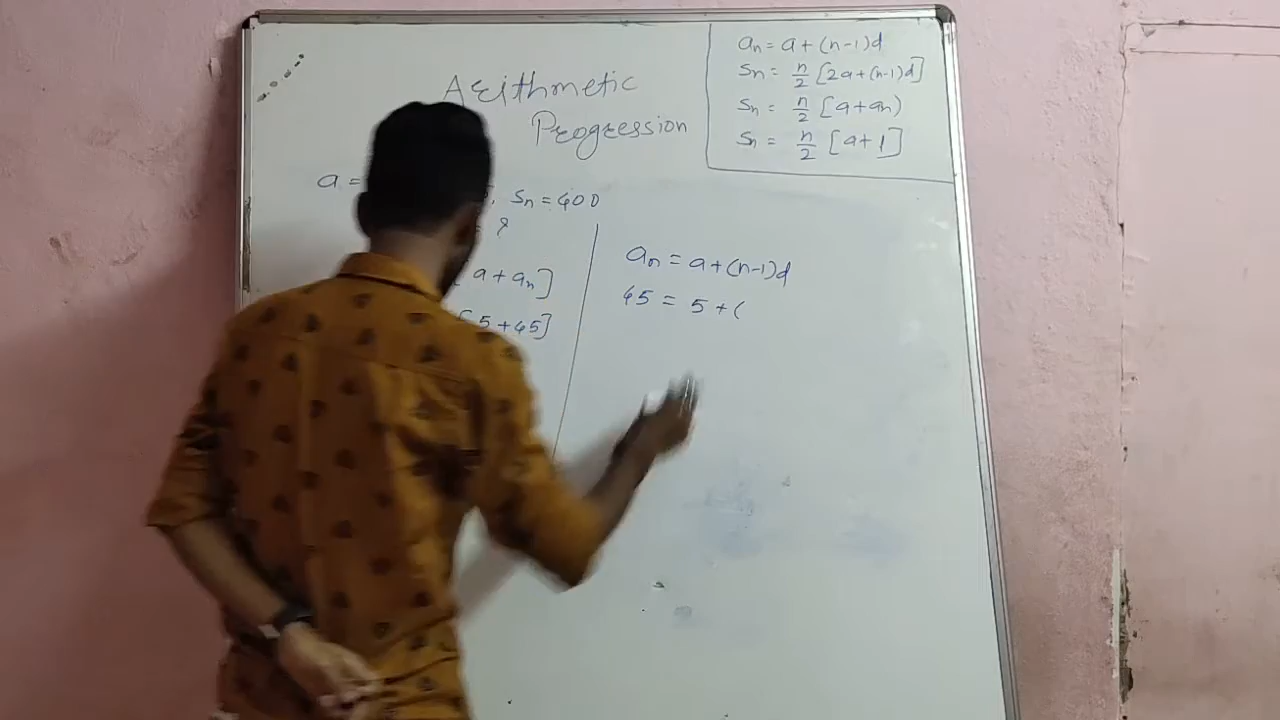 Arithmetic
Progression
an = a + (n-1)d
Sn = n/2 [2a+(n-1)d]
Sn = n/2 [a+an)
Sn = n/2 [a+l]
a =
, Sn = 400
?
[a + an]
[5 + 45]
an = a + (n-1)d
45 = 5 + (